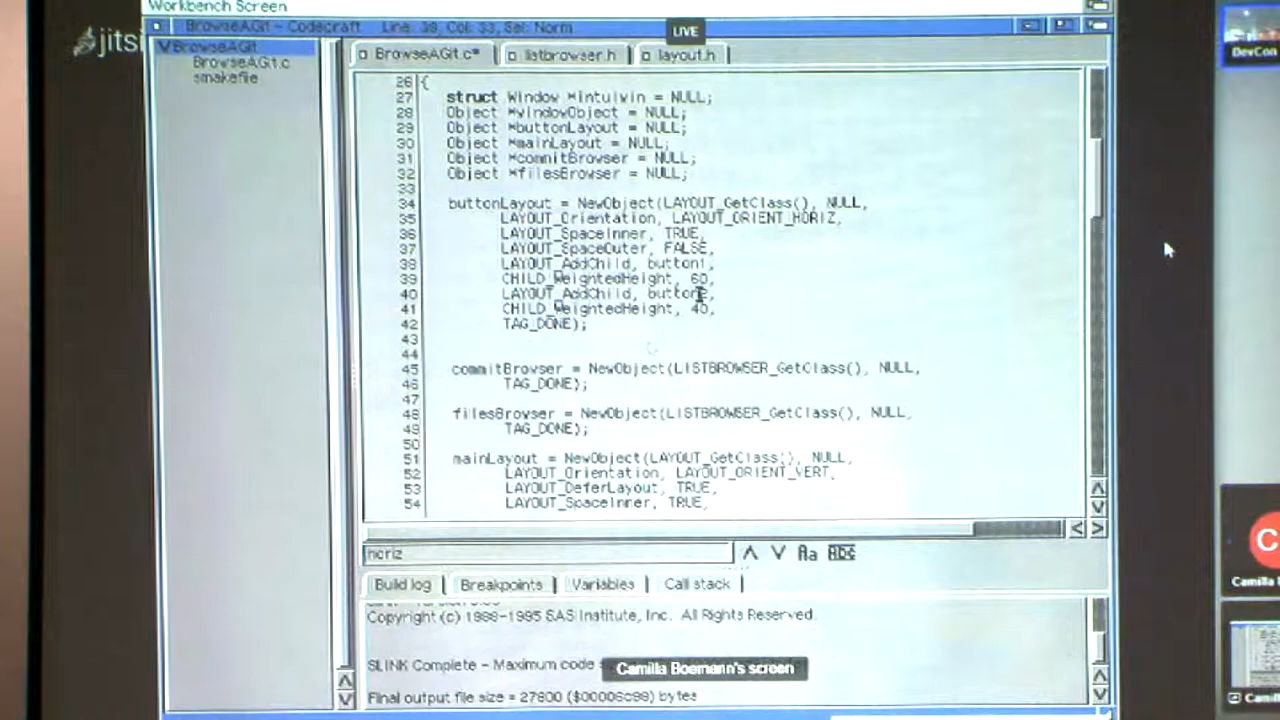 Workbench Screen
BrowseAGit - Codecraft Line: 39, Col: 33, Sel: Norm
LIVE
jitsi
DevCon
BrowseAGit
BrowseAGit.c
smakefile
BrowseAGit.c* listbrowser.h layout.h
26 {
27 struct Window *intuiwin = NULL;
28 Object *windowObject = NULL;
29 Object *buttonLayout = NULL;
30 Object *mainLayout = NULL;
31 Object *commitBrowser = NULL;
32 Object *filesBrowser = NULL;
33
34 buttonLayout = NewObject(LAYOUT_GetClass(), NULL,
35 LAYOUT_Orientation, LAYOUT_ORIENT_HORIZ,
36 LAYOUT_SpaceInner, TRUE,
37 LAYOUT_SpaceOuter, FALSE,
38 LAYOUT_AddChild, button1,
39 CHILD_WeightedHeight, 60,
40 LAYOUT_AddChild, button2,
41 CHILD_WeightedHeight, 40,
42 TAG_DONE);
43
44
45 commitBrowser = NewObject(LISTBROWSER_GetClass(), NULL,
46 TAG_DONE);
47
48 filesBrowser = NewObject(LISTBROWSER_GetClass(), NULL,
49 TAG_DONE);
50
51 mainLayout = NewObject(LAYOUT_GetClass(), NULL,
52 LAYOUT_Orientation, LAYOUT_ORIENT_VERT,
53 LAYOUT_DeferLayout, TRUE,
54 LAYOUT_SpaceInner, TRUE,
horiz Aa Abc
Build log Breakpoints Variables Call stack
Copyright (c) 1988-1995 SAS Institute, Inc. All Rights Reserved.
SLINK Complete - Maximum code
Camilla Boemann's screen
Final output file size = 27800 ($00006c98) bytes
C
Camilla
Camil